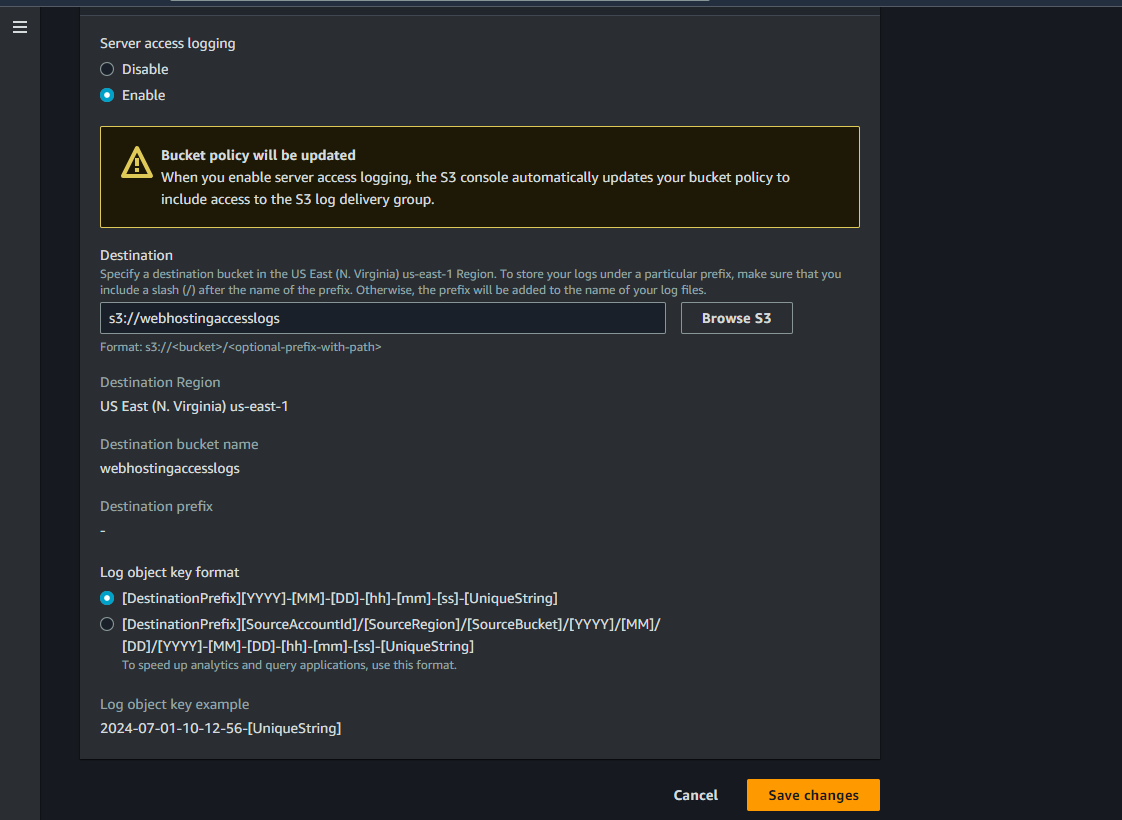 Server access logging
Disable
Enable
Bucket policy will be updated
When you enable server access logging, the S3 console automatically updates your bucket policy to
include access to the S3 log delivery group.
Destination
Specify a destination bucket in the US East (N. Virginia) us-east-1 Region. To store your logs under a particular prefix, make sure that you
include a slash (/) after the name of the prefix. Otherwise, the prefix will be added to the name of your log files.
s3://webhostingaccesslogs
Browse S3
Format: s3://<bucket>/<optional-prefix-with-path>
Destination Region
US East (N. Virginia) us-east-1
Destination bucket name
webhostingaccesslogs
Destination prefix
-
Log object key format
[DestinationPrefix][YYYY]-[MM]-[DD]-[hh]-[mm]-[ss]-[UniqueString]
[DestinationPrefix][SourceAccountId]/[SourceRegion]/[SourceBucket]/[YYYY]/[MM]/
[DD]/[YYYY]-[MM]-[DD]-[hh]-[mm]-[ss]-[UniqueString]
To speed up analytics and query applications, use this format.
Log object key example
2024-07-01-10-12-56-[UniqueString]
Cancel
Save changes